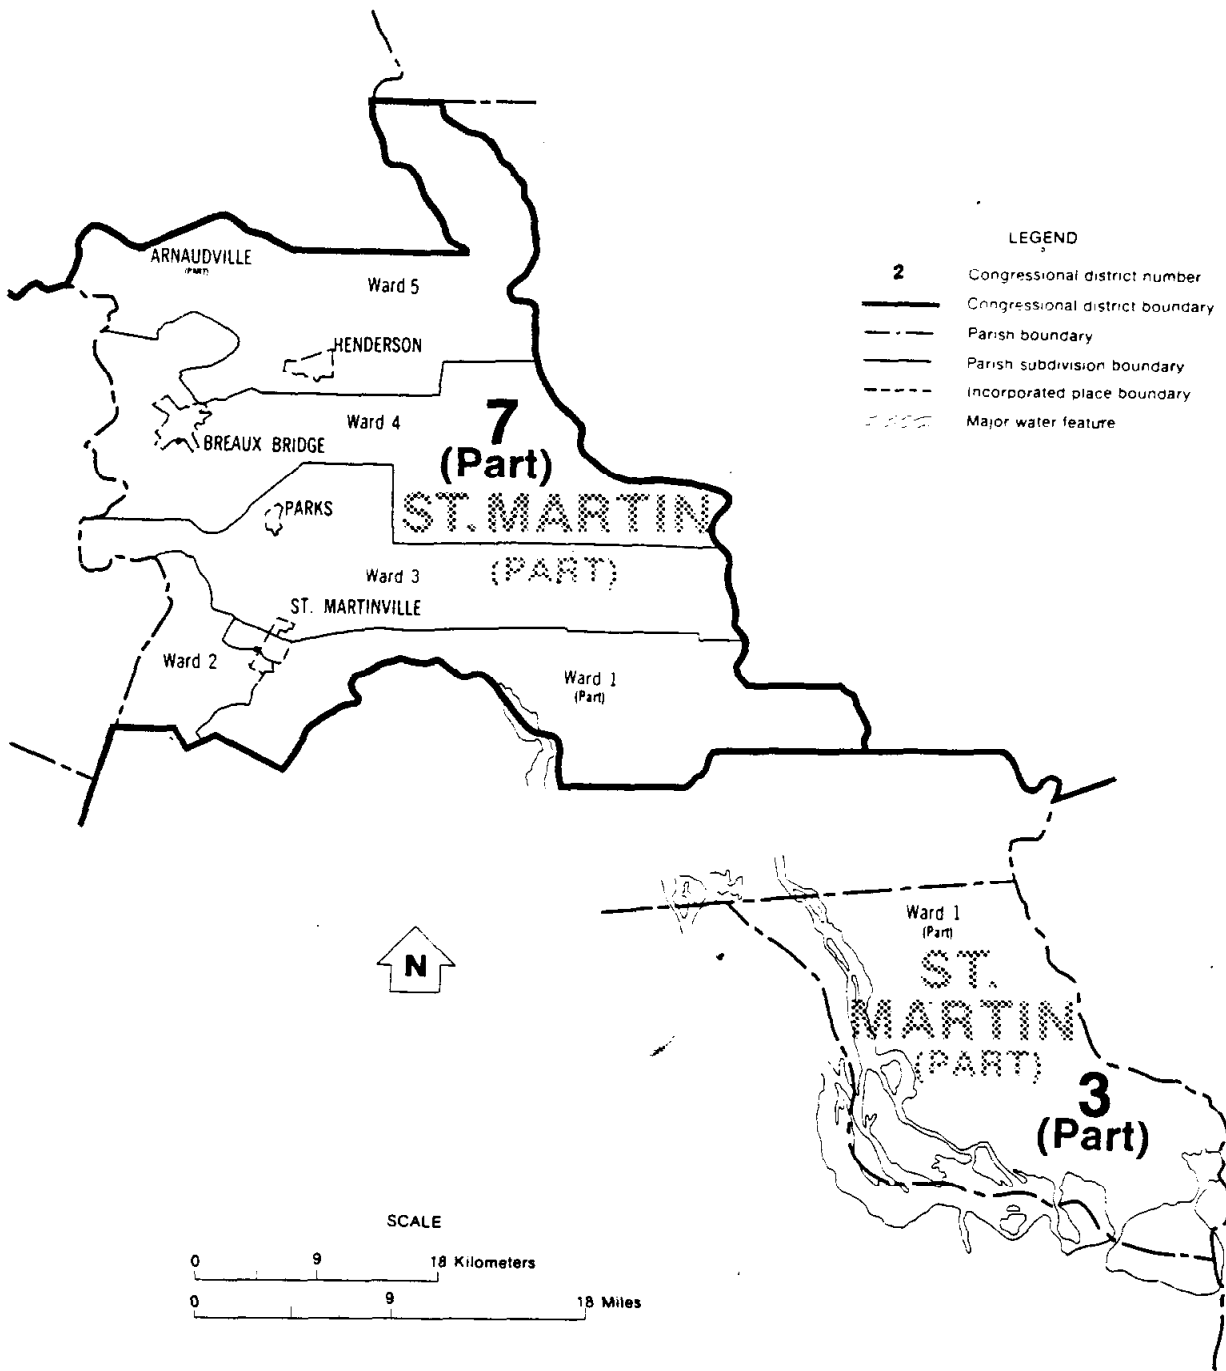 LEGEND
2 Congressional district number
Congressional district boundary
Parish boundary
Parish subdivision boundary
Incorporated place boundary
Major water feature
ARNAUDVILLE
(PART)
Ward 5
HENDERSON
Ward 4
BREAUX BRIDGE
7
(Part)
ST. MARTIN
(PART)
PARKS
Ward 3
ST. MARTINVILLE
Ward 2
Ward 1
(Part)
Ward 1
(Part)
ST.
MARTIN
(PART)
3
(Part)
N
SCALE
0 9 18 Kilometers
0 9 18 Miles